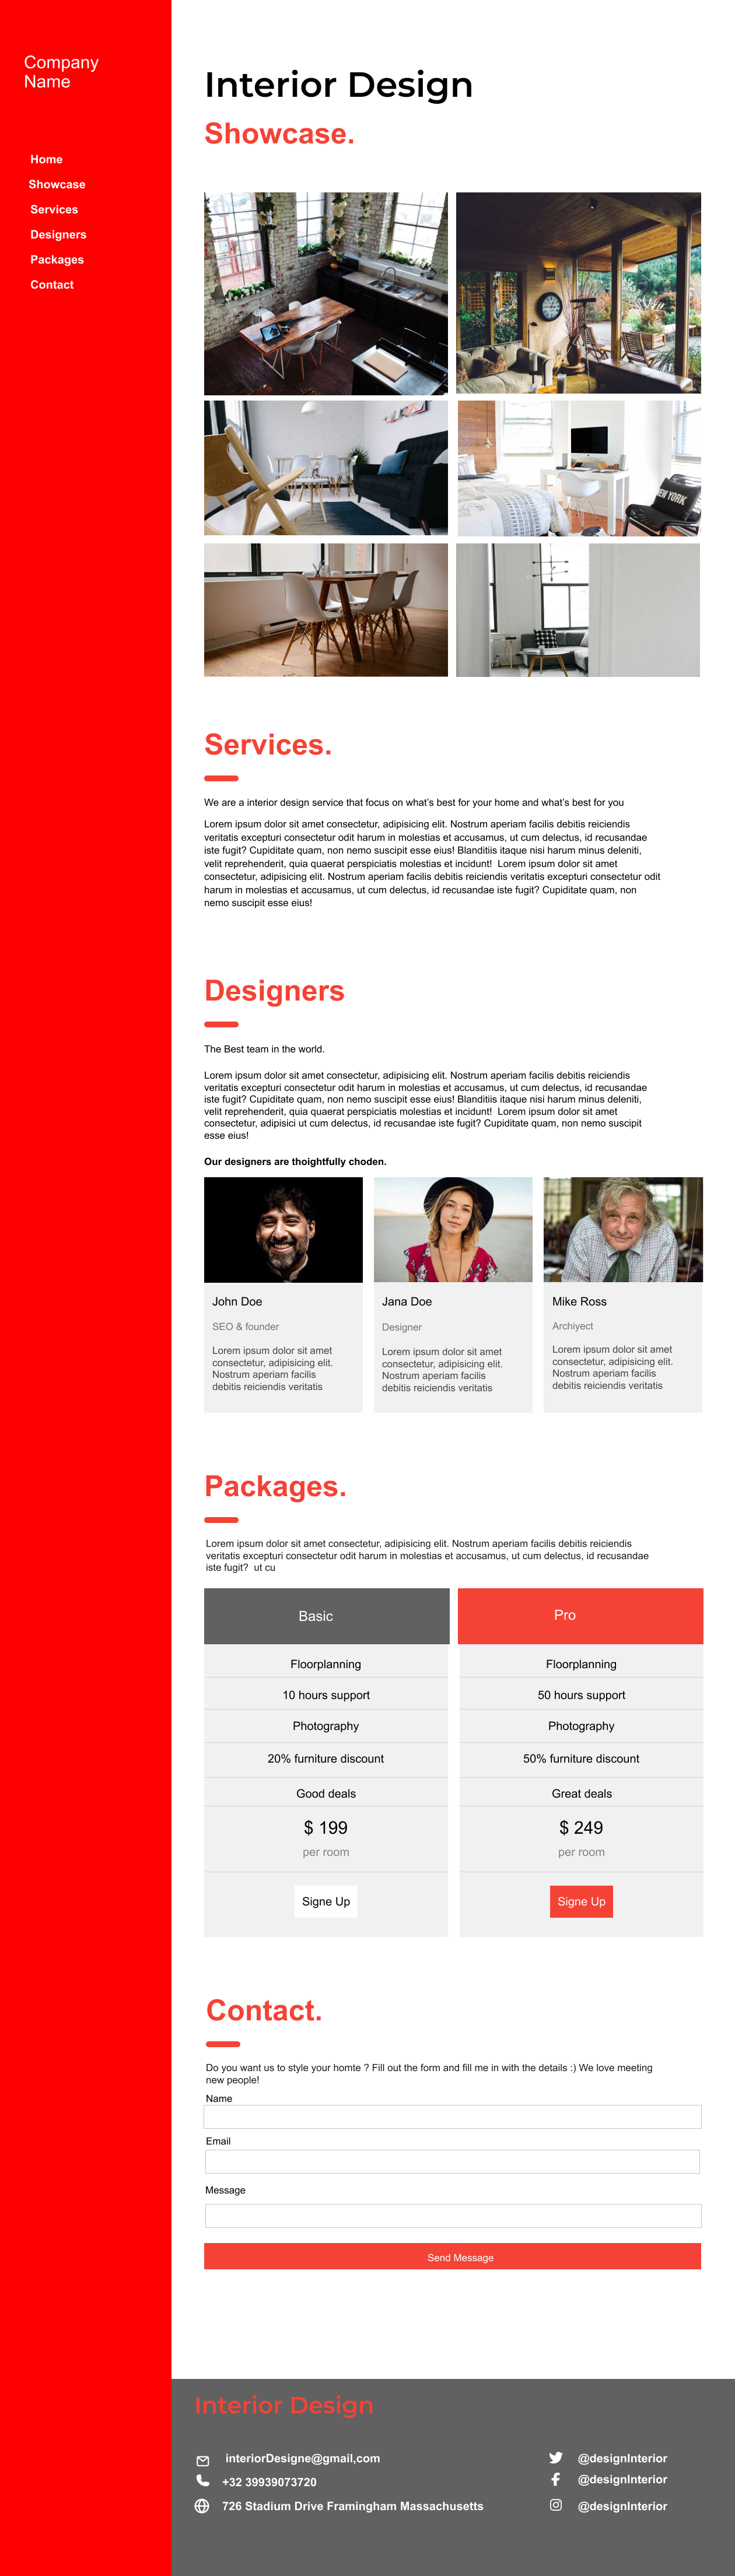 Company
Name
Home
Showcase
Services
Designers
Packages
Contact
Interior Design
Showcase.
NEW YORK
Services.
We are a interior design service that focus on what's best for your home and what's best for you
Lorem ipsum dolor sit amet consectetur, adipisicing elit. Nostrum aperiam facilis debitis reiciendis
veritatis excepturi consectetur odit harum in molestias et accusamus, ut cum delectus, id recusandae
iste fugit? Cupiditate quam, non nemo suscipit esse eius! Blanditiis itaque nisi harum minus deleniti,
velit reprehenderit, quia quaerat perspiciatis molestias et incidunt!  Lorem ipsum dolor sit amet
consectetur, adipisicing elit. Nostrum aperiam facilis debitis reiciendis veritatis excepturi consectetur odit
harum in molestias et accusamus, ut cum delectus, id recusandae iste fugit? Cupiditate quam, non
nemo suscipit esse eius!
Designers
The Best team in the world.
Lorem ipsum dolor sit amet consectetur, adipisicing elit. Nostrum aperiam facilis debitis reiciendis
veritatis excepturi consectetur odit harum in molestias et accusamus, ut cum delectus, id recusandae
iste fugit? Cupiditate quam, non nemo suscipit esse eius! Blanditiis itaque nisi harum minus deleniti,
velit reprehenderit, quia quaerat perspiciatis molestias et incidunt!  Lorem ipsum dolor sit amet
consectetur, adipisici ut cum delectus, id recusandae iste fugit? Cupiditate quam, non nemo suscipit
esse eius!
Our designers are thoightfully choden.
John Doe
SEO & founder
Lorem ipsum dolor sit amet
consectetur, adipisicing elit.
Nostrum aperiam facilis
debitis reiciendis veritatis
Jana Doe
Designer
Lorem ipsum dolor sit amet
consectetur, adipisicing elit.
Nostrum aperiam facilis
debitis reiciendis veritatis
Mike Ross
Archiyect
Lorem ipsum dolor sit amet
consectetur, adipisicing elit.
Nostrum aperiam facilis
debitis reiciendis veritatis
Packages.
Lorem ipsum dolor sit amet consectetur, adipisicing elit. Nostrum aperiam facilis debitis reiciendis
veritatis excepturi consectetur odit harum in molestias et accusamus, ut cum delectus, id recusandae
iste fugit?  ut cu
Basic
Floorplanning
10 hours support
Photography
20% furniture discount
Good deals
$ 199
per room
Signe Up
Pro
Floorplanning
50 hours support
Photography
50% furniture discount
Great deals
$ 249
per room
Signe Up
Contact.
Do you want us to style your homte ? Fill out the form and fill me in with the details :) We love meeting
new people!
Name
Email
Message
Send Message
Interior Design
interiorDesigne@gmail,com
+32 39939073720
726 Stadium Drive Framingham Massachusetts
@designInterior
@designInterior
@designInterior